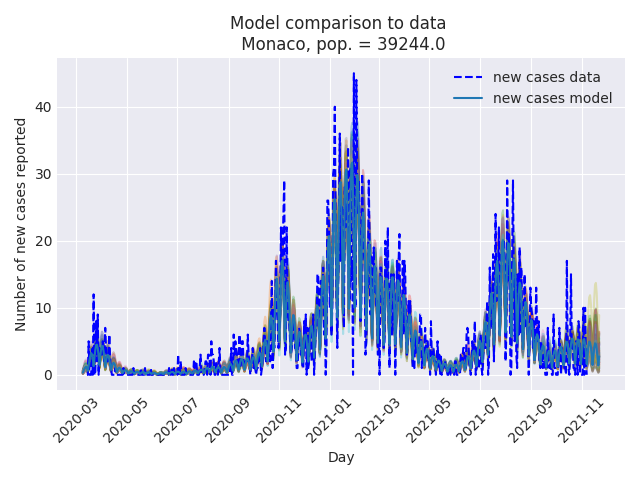 Model comparison to data
Monaco, pop. = 39244.0
new cases data
new cases model
Number of new cases reported
40
30
20
10
0
2020-03
2020-05
2020-07
2020-09
2020-11
2021-01
2021-03
2021-05
2021-07
2021-09
2021-11
Day